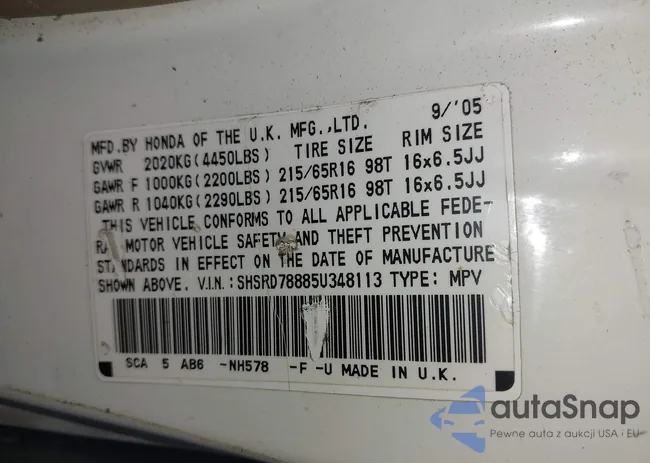 MFD.BY HONDA OF THE U.K. MFG.,LTD. 9/'05
GVWR 2020KG(4450LBS) TIRE SIZE RIM SIZE
GAWR F 1000KG(2200LBS) 215/65R16 98T 16x6.5JJ
GAWR R 1040KG(2290LBS) 215/65R16 98T 16x6.5JJ
THIS VEHICLE CONFORMS TO ALL APPLICABLE FEDE-
RAL MOTOR VEHICLE SAFETY AND THEFT PREVENTION
STANDARDS IN EFFECT ON THE DATE OF MANUFACTURE
SHOWN ABOVE. V.I.N.: SHSRD78885U348113 TYPE: MPV
SCA 5 AB6 -NH578 -F -U MADE IN U.K.
autaSnap
Pewne auta z aukcji USA i EU